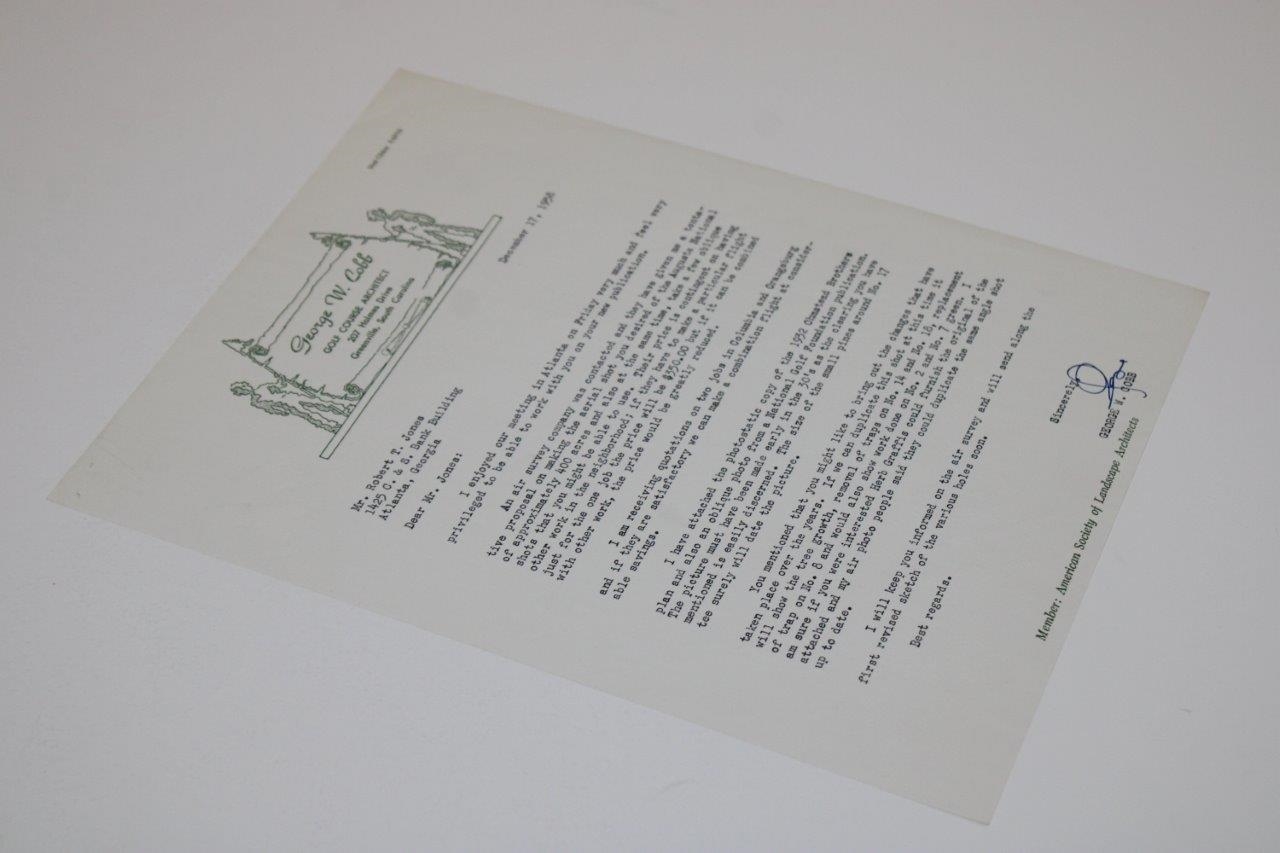 George W. Cobb
GOLF COURSE ARCHITECT
207 Drive
Greenville, South Carolina
December 17, 1958
Mr. Robert T. Jones
1425 C. & S. Bank Building
Atlanta, Georgia
Dear Mr. Jones:
I enjoyed our meeting in Atlanta on Friday very much and feel very
privileged to be able to work with you on your new publication.
An air survey company was contacted and they have given me a tenta-
tive proposal on making the aerial shot you desired of the Augusta National
of approximately 400 acres and also at the same time, take a few oblique
shots that you might be able to use. Their price is contingent on having
other work in the neighborhood; if they have to make a particular flight
just for the one job the price will be $350.00 but if it can be combined
with other work, the price would be greatly reduced.
I am receiving quotations on two jobs in Columbia and Orangeburg
and if they are satisfactory we can make a combination flight at consider-
able savings.
I have attached the photostatic copy of the 1932 Olmstead Brothers
plan and also an oblique photo from a National Golf Foundation publication.
The picture must have been made early in the 30's as the clearing you have
mentioned is easily discerned. The size of the small pines around No. 17
tee surely will date the picture.
You mentioned that you might like to bring out the changes that have
taken place over the years. If we can duplicate this shot at this time it
will show the tree growth, removal of traps on No. 14 and No. 18, replacement
of trap on No. 8 and would also show work done on No. 2 and No. 7 green. I
am sure if you were interested Herb Graffis could furnish the original of the
attached and my air photo people said they could duplicate the same angle shot
up to date.
I will keep you informed on the air survey and will send along the
first revised sketch of the various holes soon.
Best regards.
Sincerely,
GEORGE W. COBB
Member: American Society of Landscape Architects